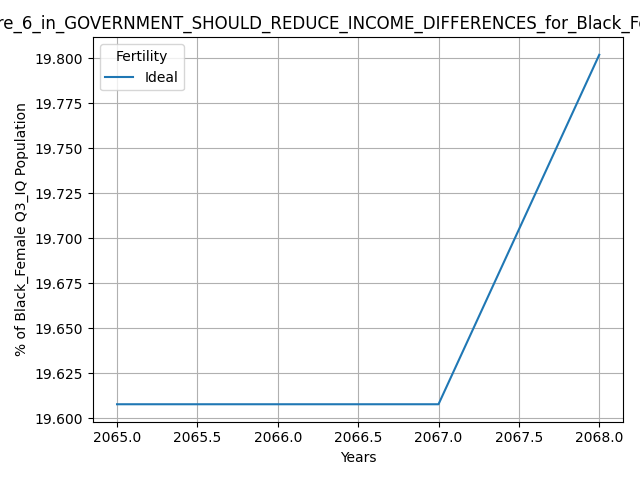 re_6_in_GOVERNMENT_SHOULD_REDUCE_INCOME_DIFFERENCES_for_Black_Fe
Fertility
Ideal
% of Black_Female Q3_IQ Population
19.800
19.775
19.750
19.725
19.700
19.675
19.650
19.625
19.600
2065.0 2065.5 2066.0 2066.5 2067.0 2067.5 2068.0
Years